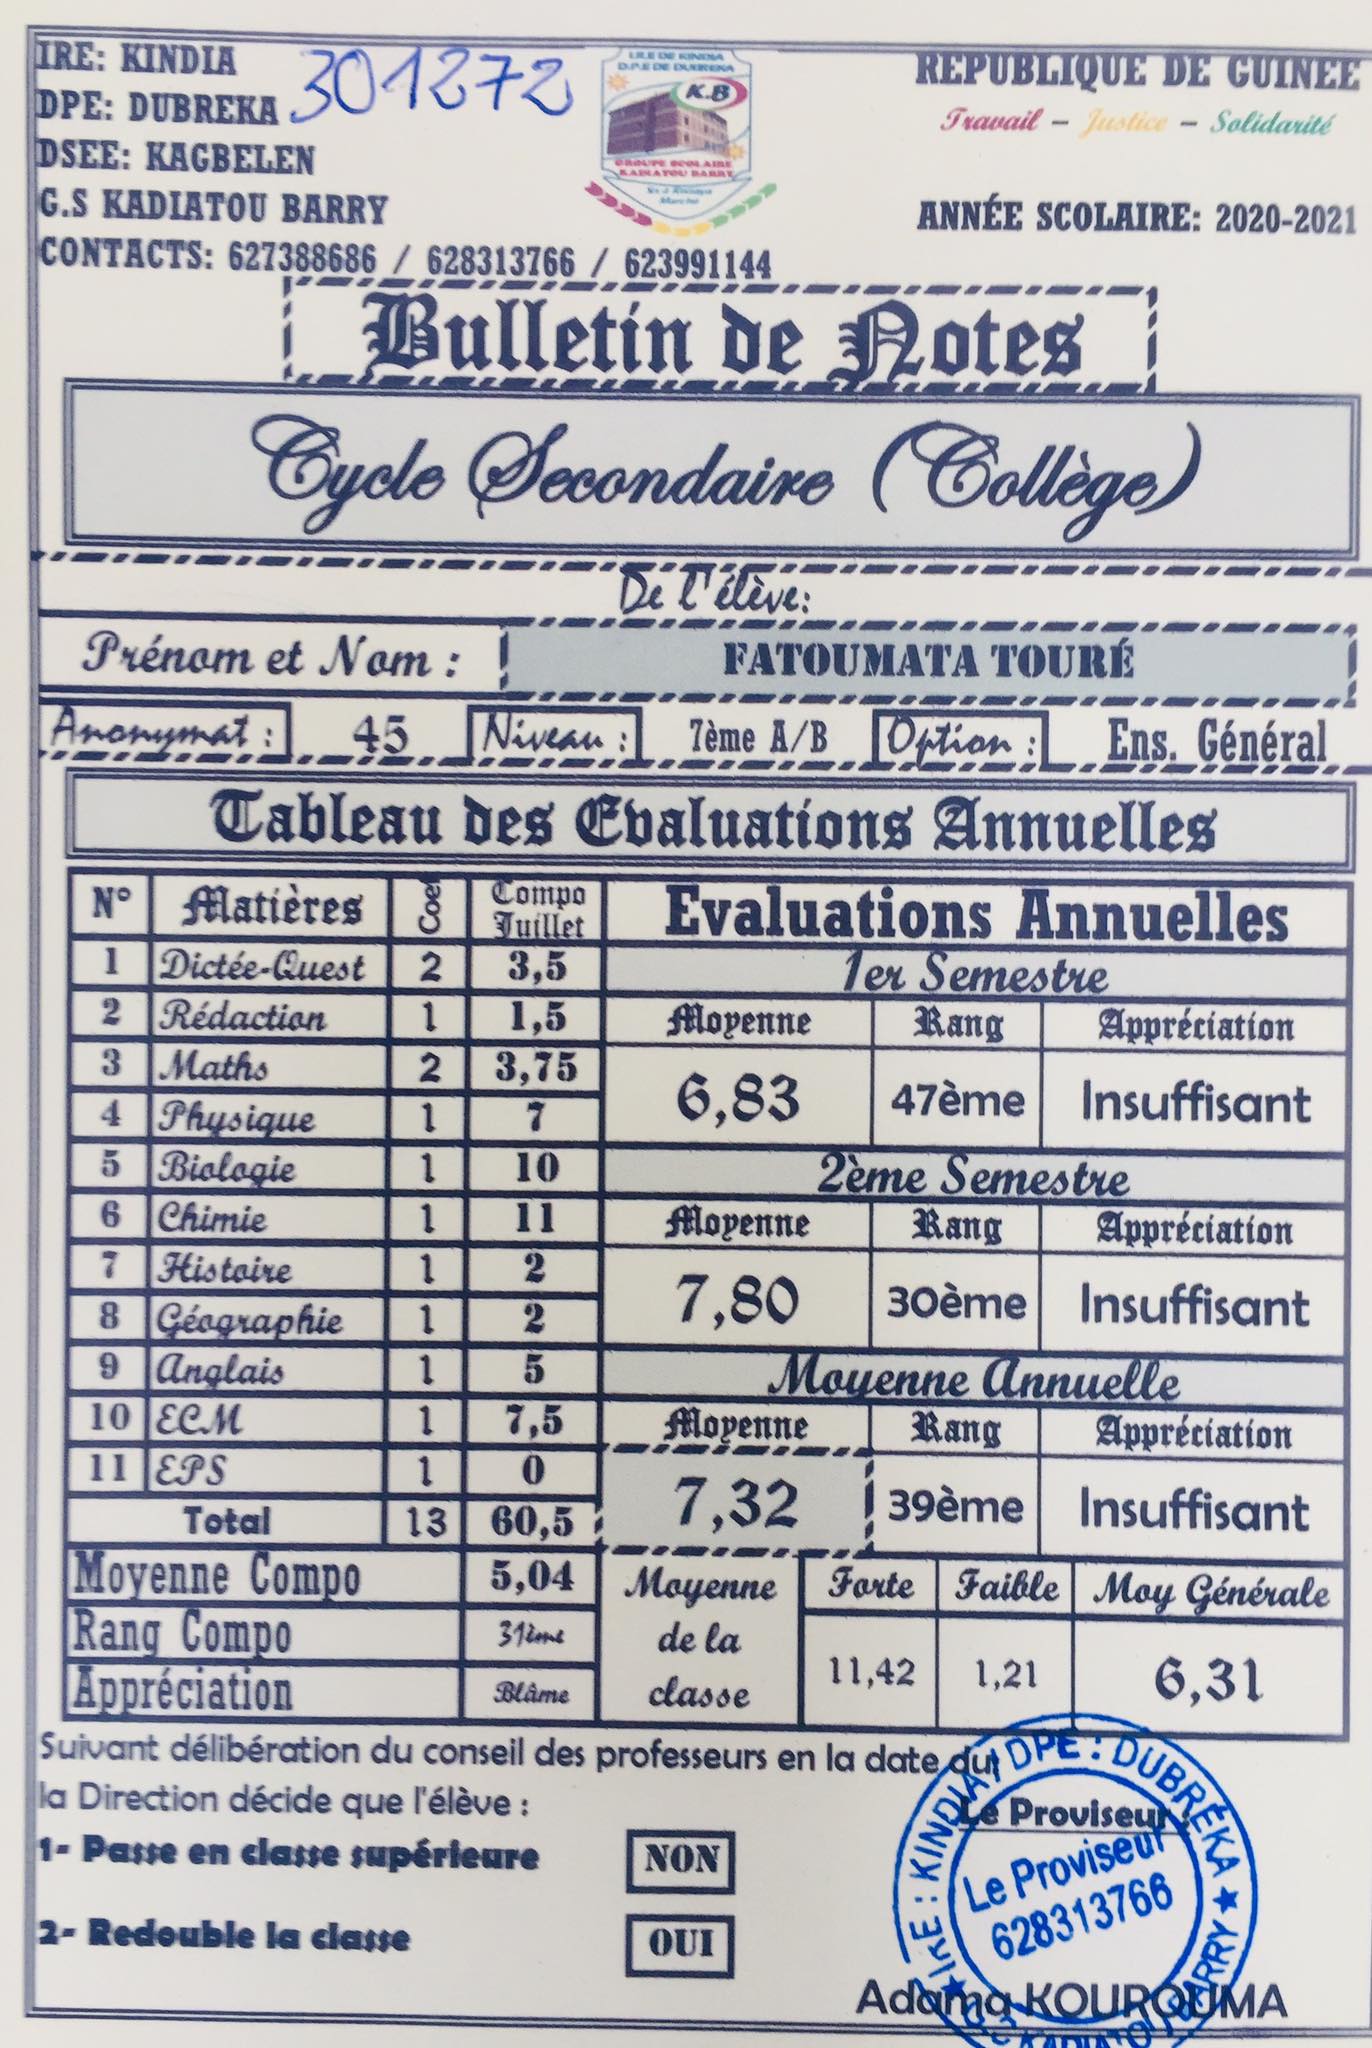 IRE: KINDIA 301272
DPE: DUBREKA
DSEE: KAGBELEN
G.S KADIATOU BARRY
CONTACTS: 627388686 / 628313766 / 623991144
I.R.E DE KINDIA
D.P.E DE DUBREKA
K.B
GROUPE SCOLAIRE
KADIATOU BARRY
Marché
REPUBLIQUE DE GUINEE
Travail – Justice – Solidarité
ANNÉE SCOLAIRE: 2020-2021
Bulletin de Notes
Cycle Secondaire (Collège)
De l'élève:
Prénom et Nom : FATOUMATA TOURÉ
Anonymat : 45 Niveau : 7ème A/B Option : Ens. Général
Tableau des Evaluations Annuelles
N° Matières Coef Compo Juillet
1 Dictée-Quest 2 3,5
2 Rédaction 1 1,5
3 Maths 2 3,75
4 Physique 1 7
5 Biologie 1 10
6 Chimie 1 11
7 Histoire 1 2
8 Géographie 1 2
9 Anglais 1 5
10 ECM 1 7,5
11 EPS 1 0
Total 13 60,5
Moyenne Compo 5,04
Rang Compo 31ème
Appréciation Blâme
Evaluations Annuelles
1er Semestre
Moyenne Rang Appréciation
6,83 47ème Insuffisant
2ème Semestre
Moyenne Rang Appréciation
7,80 30ème Insuffisant
Moyenne Annuelle
Moyenne Rang Appréciation
7,32 39ème Insuffisant
Moyenne de la classe
Forte Faible Moy Générale
11,42 1,21 6,31
Suivant délibération du conseil des professeurs en la date du
la Direction décide que l'élève :
1- Passe en classe supérieure NON
2- Redouble la classe OUI
Le Proviseur :
IRE : KINDIA / DPE : DUBRÉKA
Le Proviseur
628313766
KADIATOU BARRY
Adama KOUROUMA